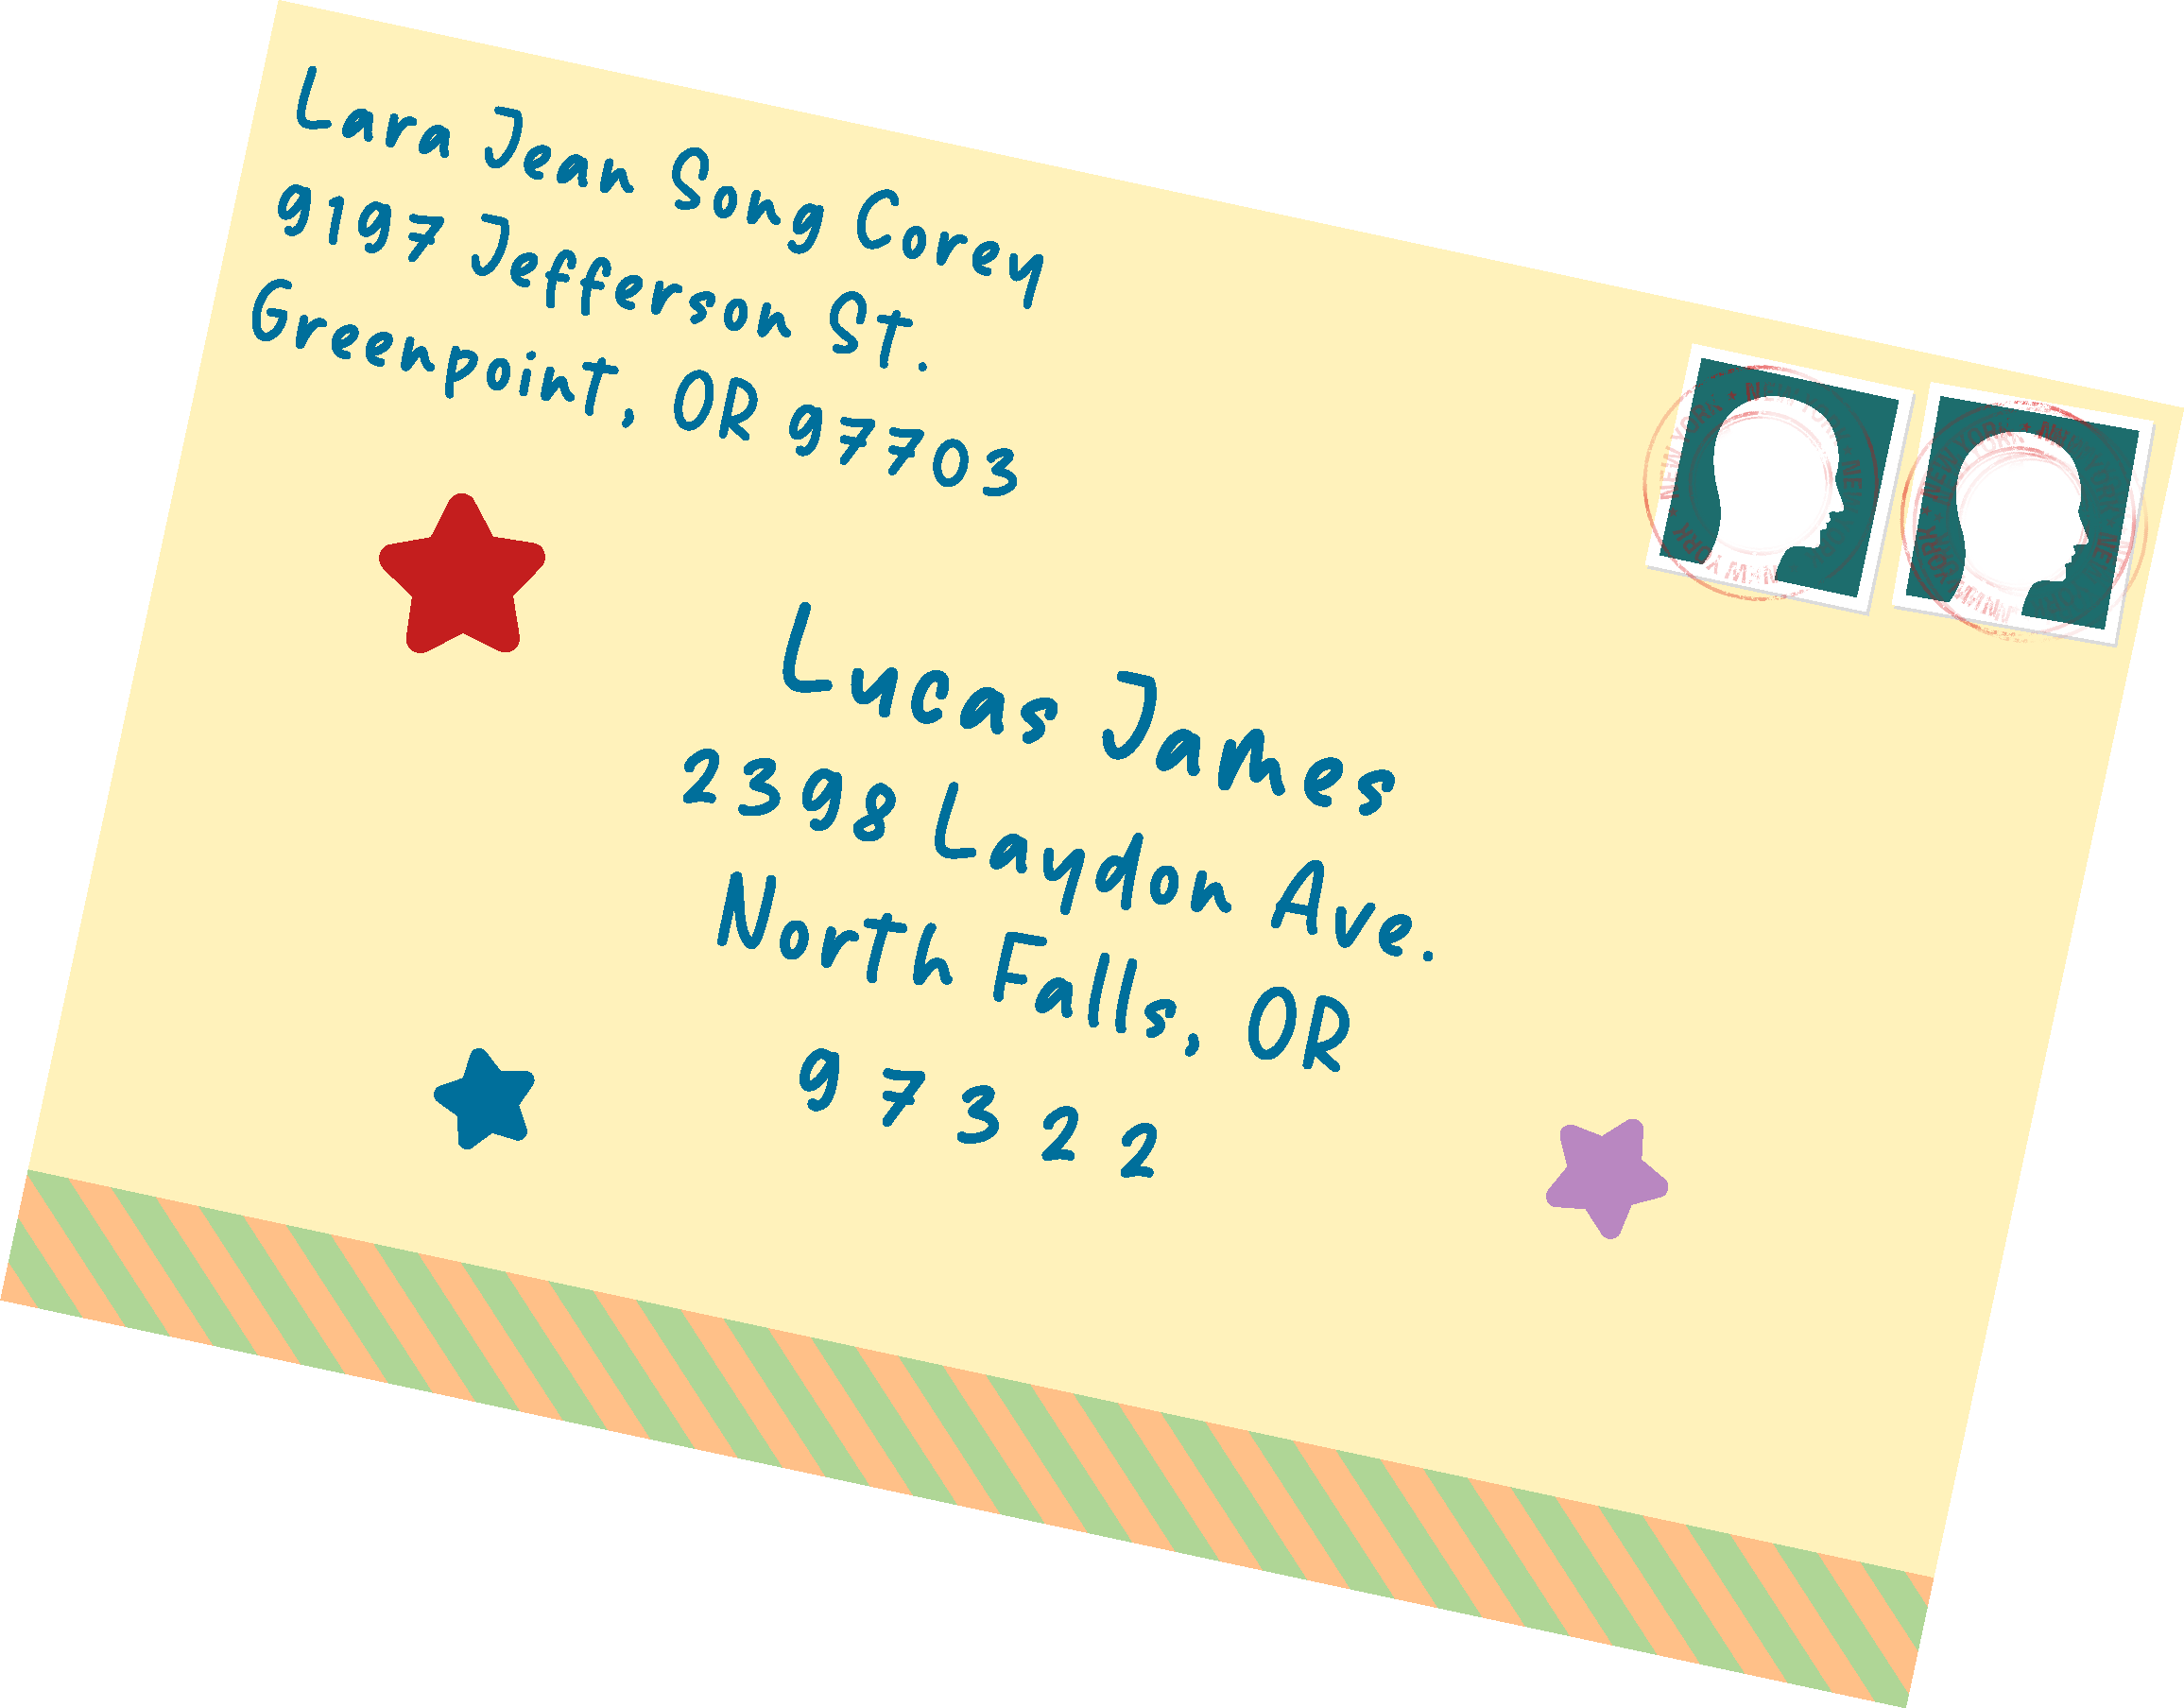 Lara Jean Song Corey
9197 Jefferson St.
Greenpoint, OR 97703
Lucas James
2398 Laydon Ave.
North Falls, OR
97322